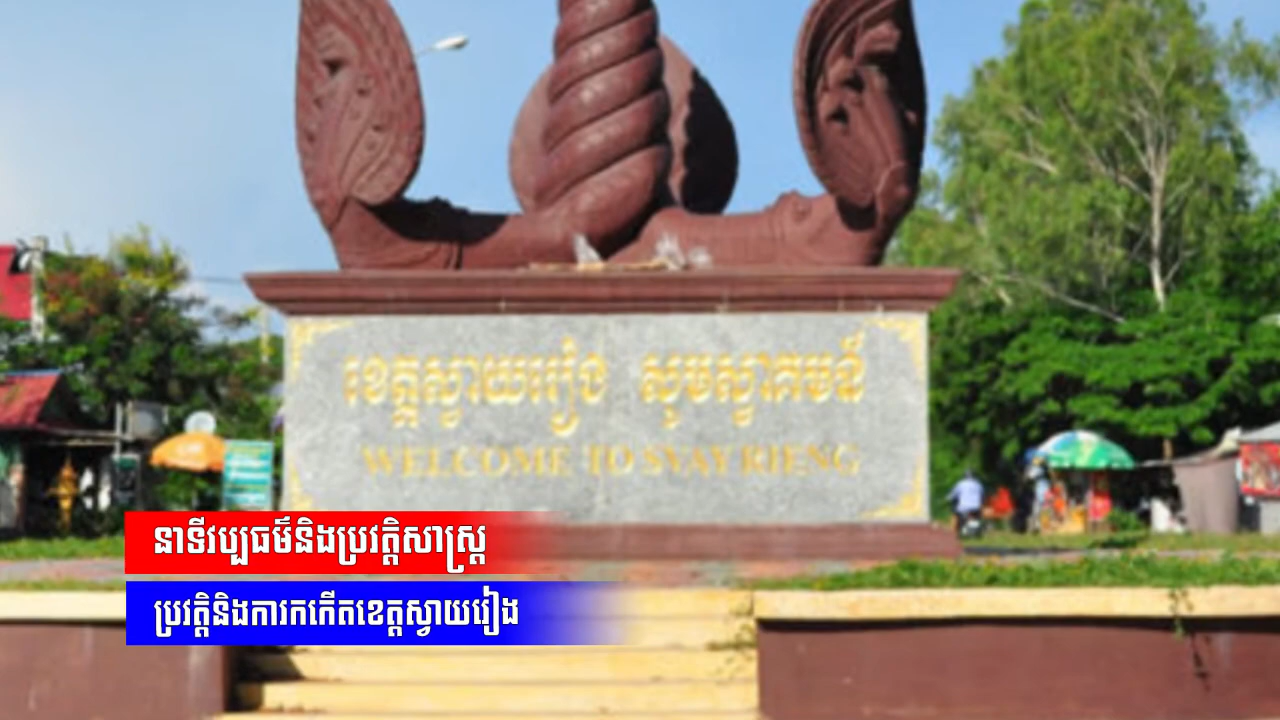 ខេត្តស្វាយរៀង សូមស្វាគមន៍
WELCOME TO SVAY RIENG
នាទីវប្បធម៌និងប្រវត្តិសាស្ត្រ
ប្រវត្តិនិងការកកើតខេត្តស្វាយរៀង